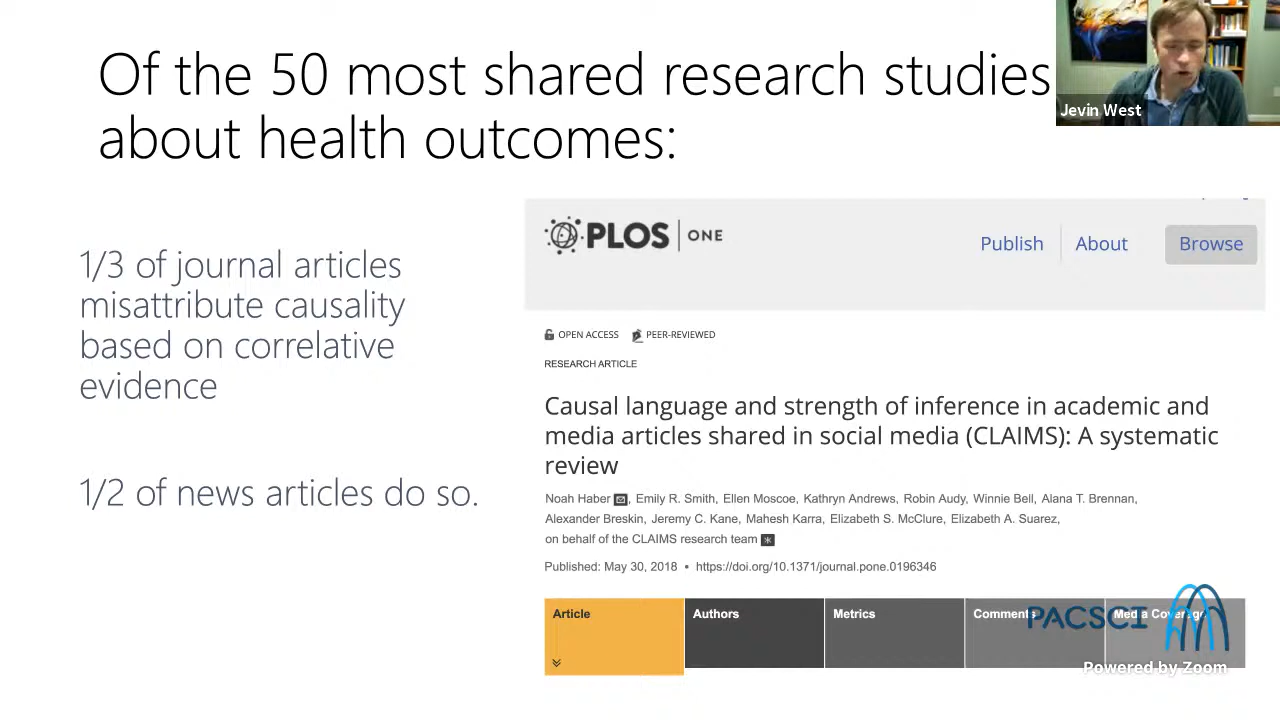 Of the 50 most shared research studies
about health outcomes:
Jevin West
1/3 of journal articles
misattribute causality
based on correlative
evidence
1/2 of news articles do so.
PLOS ONE
Publish
About
Browse
OPEN ACCESS
PEER-REVIEWED
RESEARCH ARTICLE
Causal language and strength of inference in academic and
media articles shared in social media (CLAIMS): A systematic
review
Noah Haber, Emily R. Smith, Ellen Moscoe, Kathryn Andrews, Robin Audy, Winnie Bell, Alana T. Brennan,
Alexander Breskin, Jeremy C. Kane, Mahesh Karra, Elizabeth S. McClure, Elizabeth A. Suarez,
on behalf of the CLAIMS research team
Published: May 30, 2018 • https://doi.org/10.1371/journal.pone.0196346
Article
Authors
Metrics
Comments
Media Coverage
PACSCI
Powered by Zoom